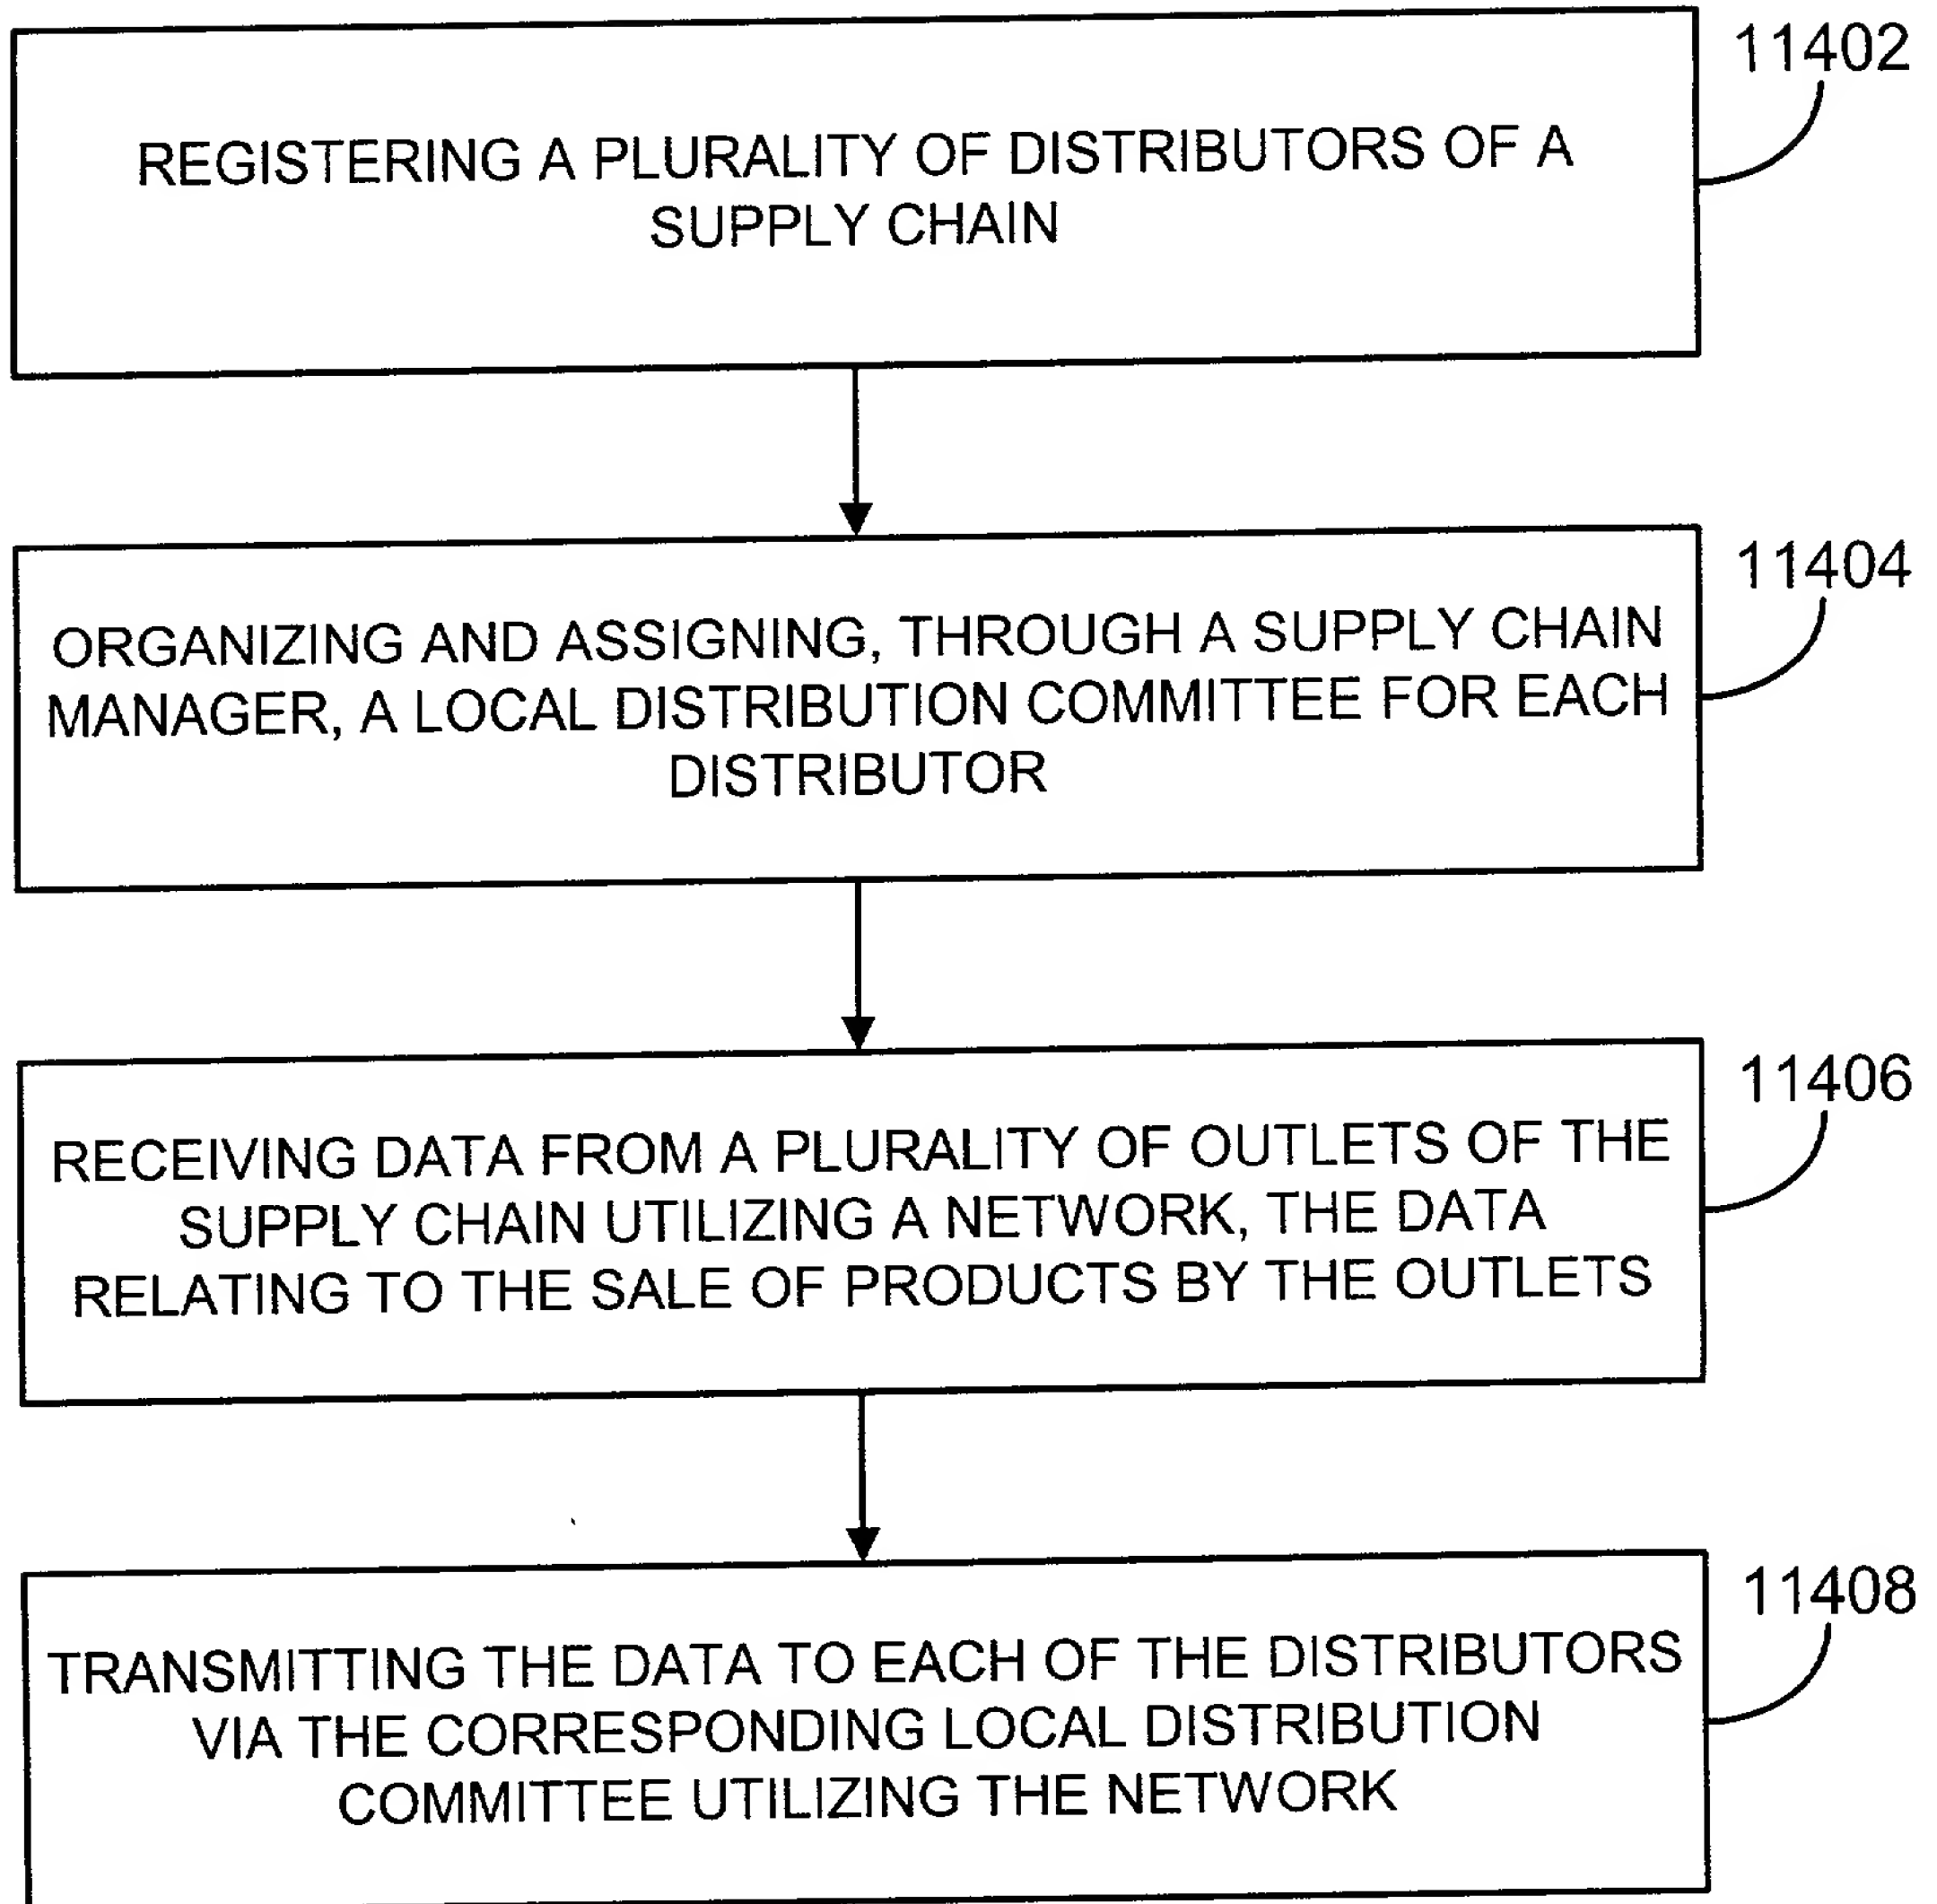 11402
REGISTERING A PLURALITY OF DISTRIBUTORS OF A
SUPPLY CHAIN
11404
ORGANIZING AND ASSIGNING, THROUGH A SUPPLY CHAIN
MANAGER, A LOCAL DISTRIBUTION COMMITTEE FOR EACH
DISTRIBUTOR
11406
RECEIVING DATA FROM A PLURALITY OF OUTLETS OF THE
SUPPLY CHAIN UTILIZING A NETWORK, THE DATA
RELATING TO THE SALE OF PRODUCTS BY THE OUTLETS
11408
TRANSMITTING THE DATA TO EACH OF THE DISTRIBUTORS
VIA THE CORRESPONDING LOCAL DISTRIBUTION
COMMITTEE UTILIZING THE NETWORK